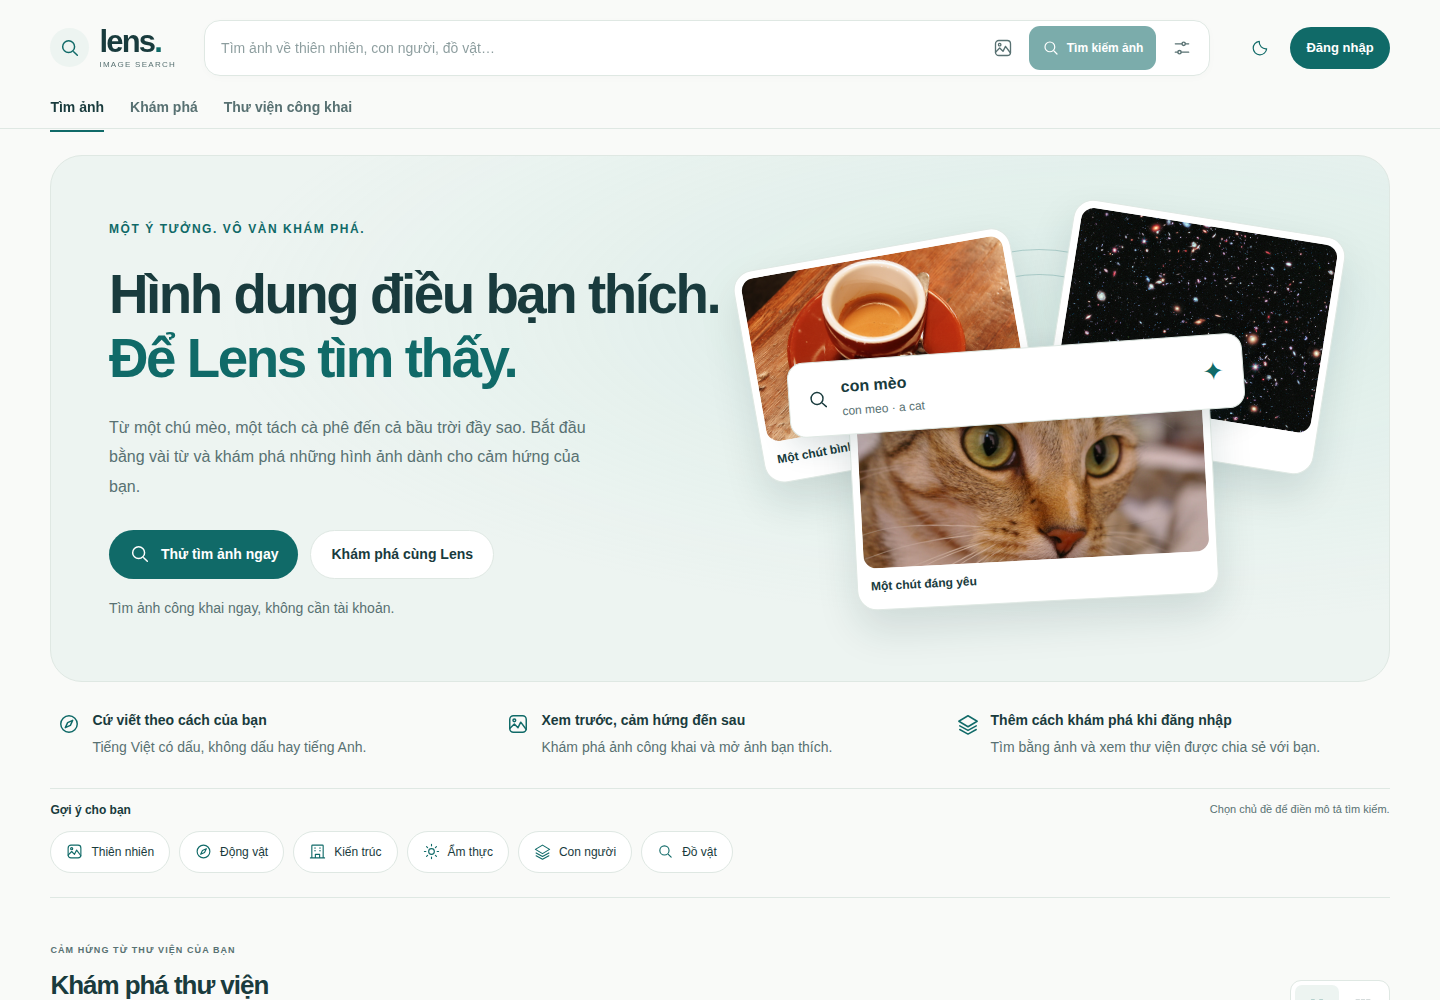 lens.
IMAGE SEARCH
Tìm ảnh về thiên nhiên, con người, đồ vật…
Tìm kiếm ảnh
Đăng nhập
Tìm ảnh
Khám phá
Thư viện công khai
MỘT Ý TƯỞNG. VÔ VÀN KHÁM PHÁ.
Hình dung điều bạn thích.
Để Lens tìm thấy.
Từ một chú mèo, một tách cà phê đến cả bầu trời đầy sao. Bắt đầu
bằng vài từ và khám phá những hình ảnh dành cho cảm hứng của
bạn.
Thử tìm ảnh ngay
Khám phá cùng Lens
Tìm ảnh công khai ngay, không cần tài khoản.
con mèo
con meo · a cat
Một chút
Một chút đáng yêu
Cứ viết theo cách của bạn
Tiếng Việt có dấu, không dấu hay tiếng Anh.
Xem trước, cảm hứng đến sau
Khám phá ảnh công khai và mở ảnh bạn thích.
Thêm cách khám phá khi đăng nhập
Tìm bằng ảnh và xem thư viện được chia sẻ với bạn.
Gợi ý cho bạn
Chọn chủ đề để điền mô tả tìm kiếm.
Thiên nhiên
Động vật
Kiến trúc
Ẩm thực
Con người
Đồ vật
CẢM HỨNG TỪ THƯ VIỆN CỦA BẠN
Khám phá thư viện